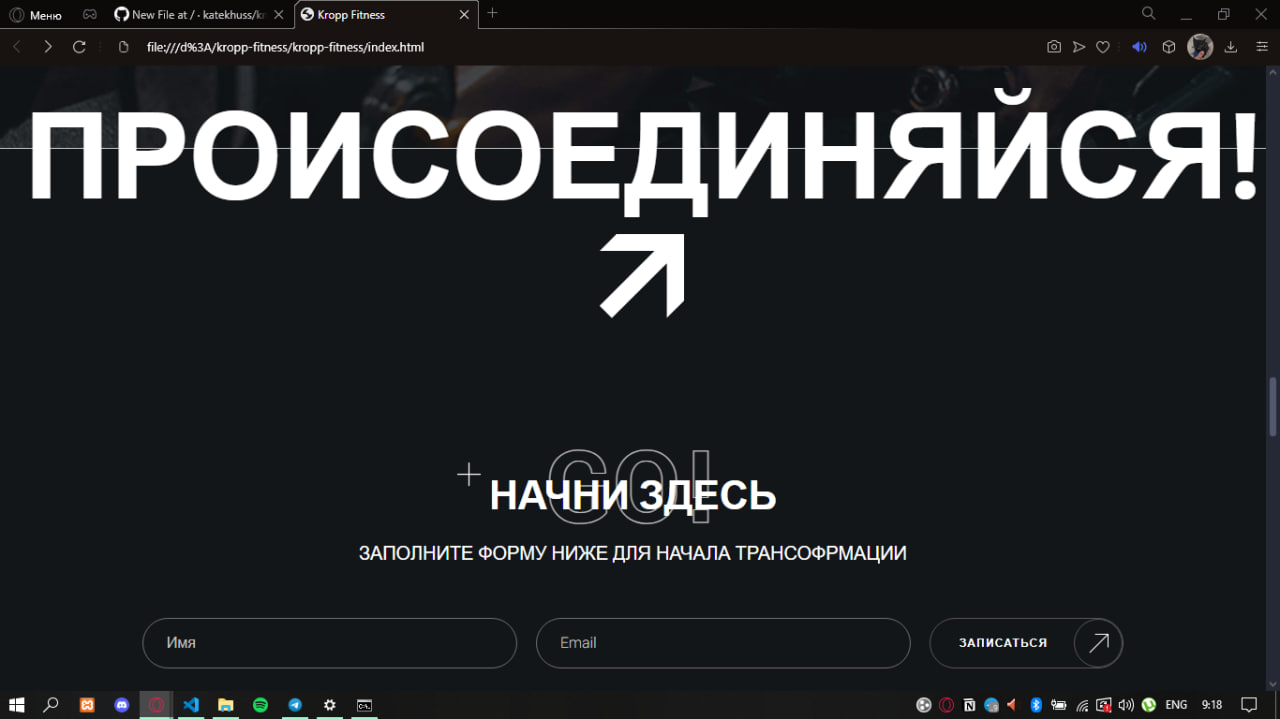 Меню
New File at / · katekhuss/kr
Kropp Fitness
file:///d%3A/kropp-fitness/kropp-fitness/index.html
ПРОИСОЕДИНЯЙСЯ!
GO!
НАЧНИ ЗДЕСЬ
ЗАПОЛНИТЕ ФОРМУ НИЖЕ ДЛЯ НАЧАЛА ТРАНСОФРМАЦИИ
Имя
Email
ЗАПИСАТЬСЯ
ENG
9:18